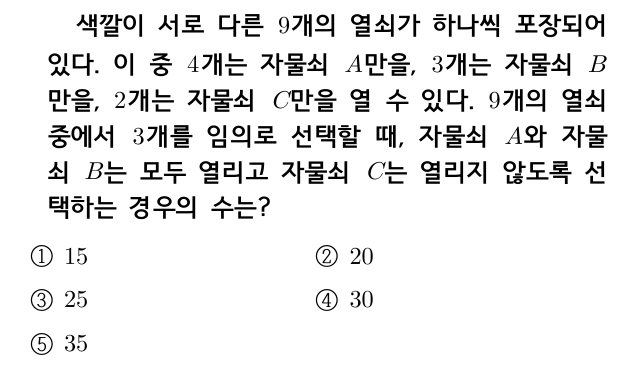 색깔이 서로 다른 9개의 열쇠가 하나씩 포장되어
있다. 이 중 4개는 자물쇠 A만을, 3개는 자물쇠 B
만을, 2개는 자물쇠 C만을 열 수 있다. 9개의 열쇠
중에서 3개를 임의로 선택할 때, 자물쇠 A와 자물
쇠 B는 모두 열리고 자물쇠 C는 열리지 않도록 선
택하는 경우의 수는?
① 15 ② 20
③ 25 ④ 30
⑤ 35